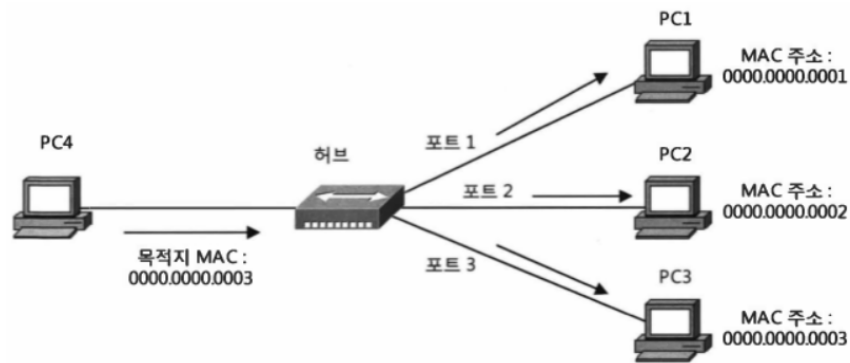 PC1
MAC 주소 :
0000.0000.0001
PC4
허브
포트 1
PC2
포트 2
MAC 주소 :
0000.0000.0002
목적지 MAC :
0000.0000.0003
포트 3
PC3
MAC 주소 :
0000.0000.0003